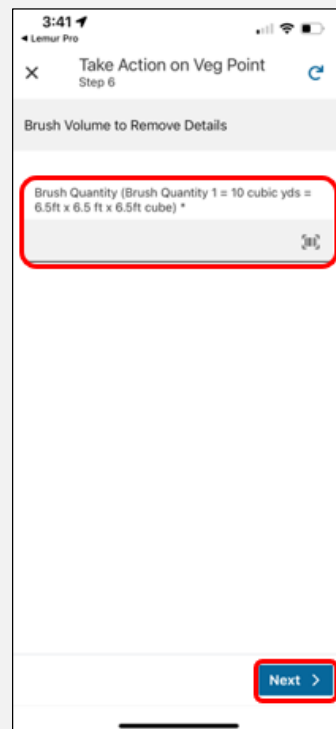 3:41
Lemur Pro
Take Action on Veg Point
Step 6
Brush Volume to Remove Details
Brush Quantity (Brush Quantity 1 = 10 cubic yds =
6.5ft x 6.5 ft x 6.5ft cube) *
Next